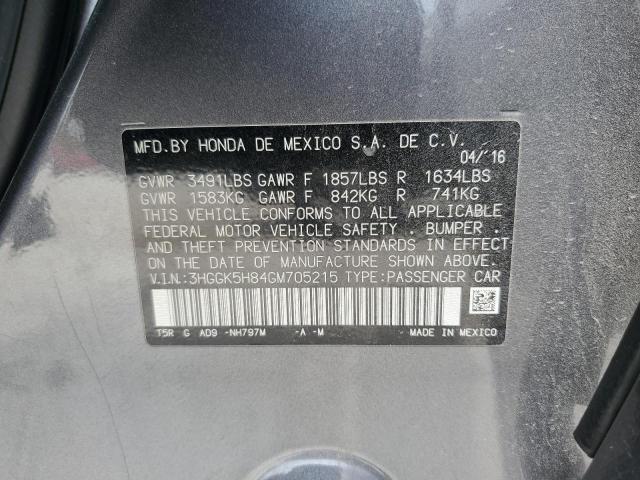 MFD.BY HONDA DE MEXICO S.A. DE C.V.
04/'16
GVWR 3491LBS GAWR F 1857LBS R 1634LBS
GVWR 1583KG GAWR F 842KG R 741KG
THIS VEHICLE CONFORMS TO ALL APPLICABLE
FEDERAL MOTOR VEHICLE SAFETY , BUMPER ,
AND THEFT PREVENTION STANDARDS IN EFFECT
ON THE DATE OF MANUFACTURE SHOWN ABOVE.
V.I.N.:3HGGK5H84GM705215 TYPE:PASSENGER CAR
T5R G AD9 -NH797M -A -M MADE IN MEXICO